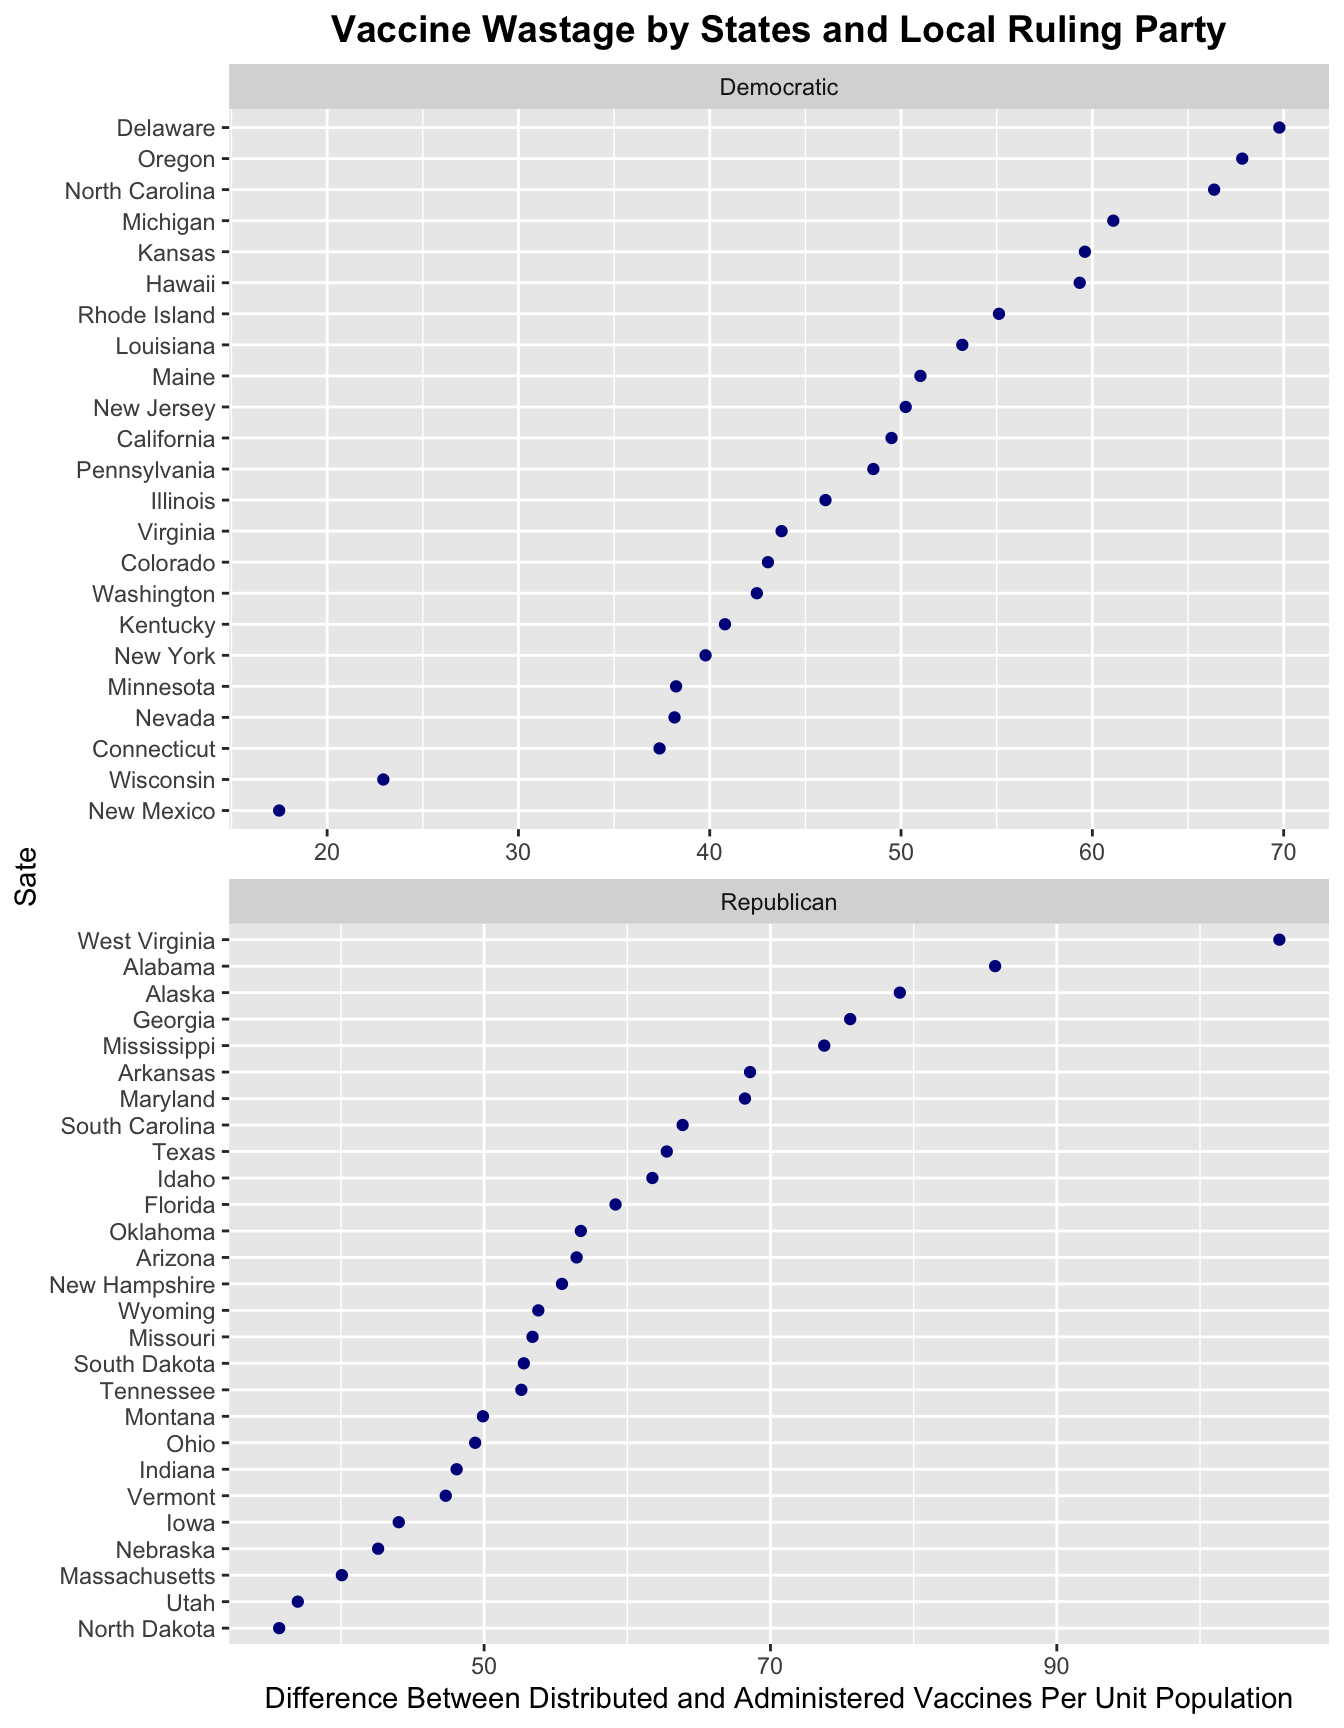 Vaccine Wastage by States and Local Ruling Party
Democratic
Delaware
Oregon
North Carolina
Michigan
Kansas
Hawaii
Rhode Island
Louisiana
Maine
New Jersey
California
Pennsylvania
Illinois
Virginia
Colorado
Washington
Kentucky
New York
Minnesota
Nevada
Connecticut
Wisconsin
New Mexico
20 30 40 50 60 70
Sate
Republican
West Virginia
Alabama
Alaska
Georgia
Mississippi
Arkansas
Maryland
South Carolina
Texas
Idaho
Florida
Oklahoma
Arizona
New Hampshire
Wyoming
Missouri
South Dakota
Tennessee
Montana
Ohio
Indiana
Vermont
Iowa
Nebraska
Massachusetts
Utah
North Dakota
50 70 90
Difference Between Distributed and Administered Vaccines Per Unit Population